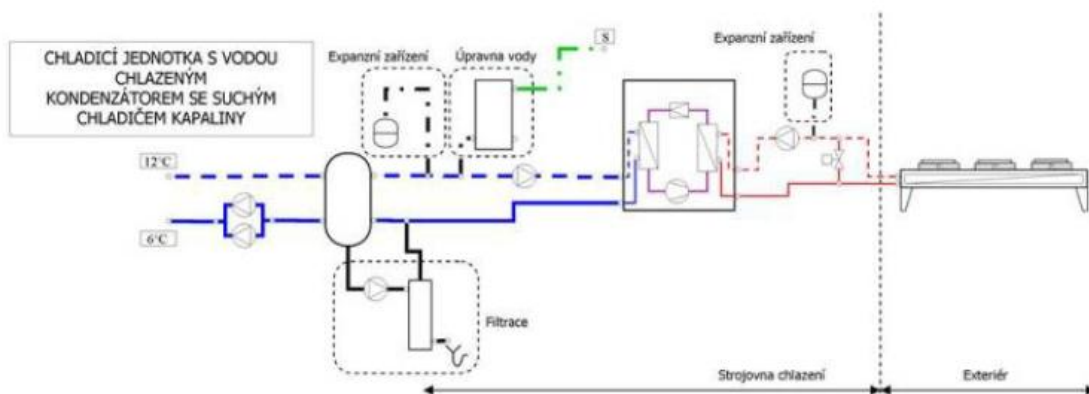 CHLADICÍ JEDNOTKA S VODOU
CHLAZENÝM
KONDENZÁTOREM SE SUCHÝM
CHLADIČEM KAPALINY
Expanzní zařízení
Úpravna vody
S
Expanzní zařízení
12°C
6°C
Filtrace
Strojovna chlazení
Exteriér